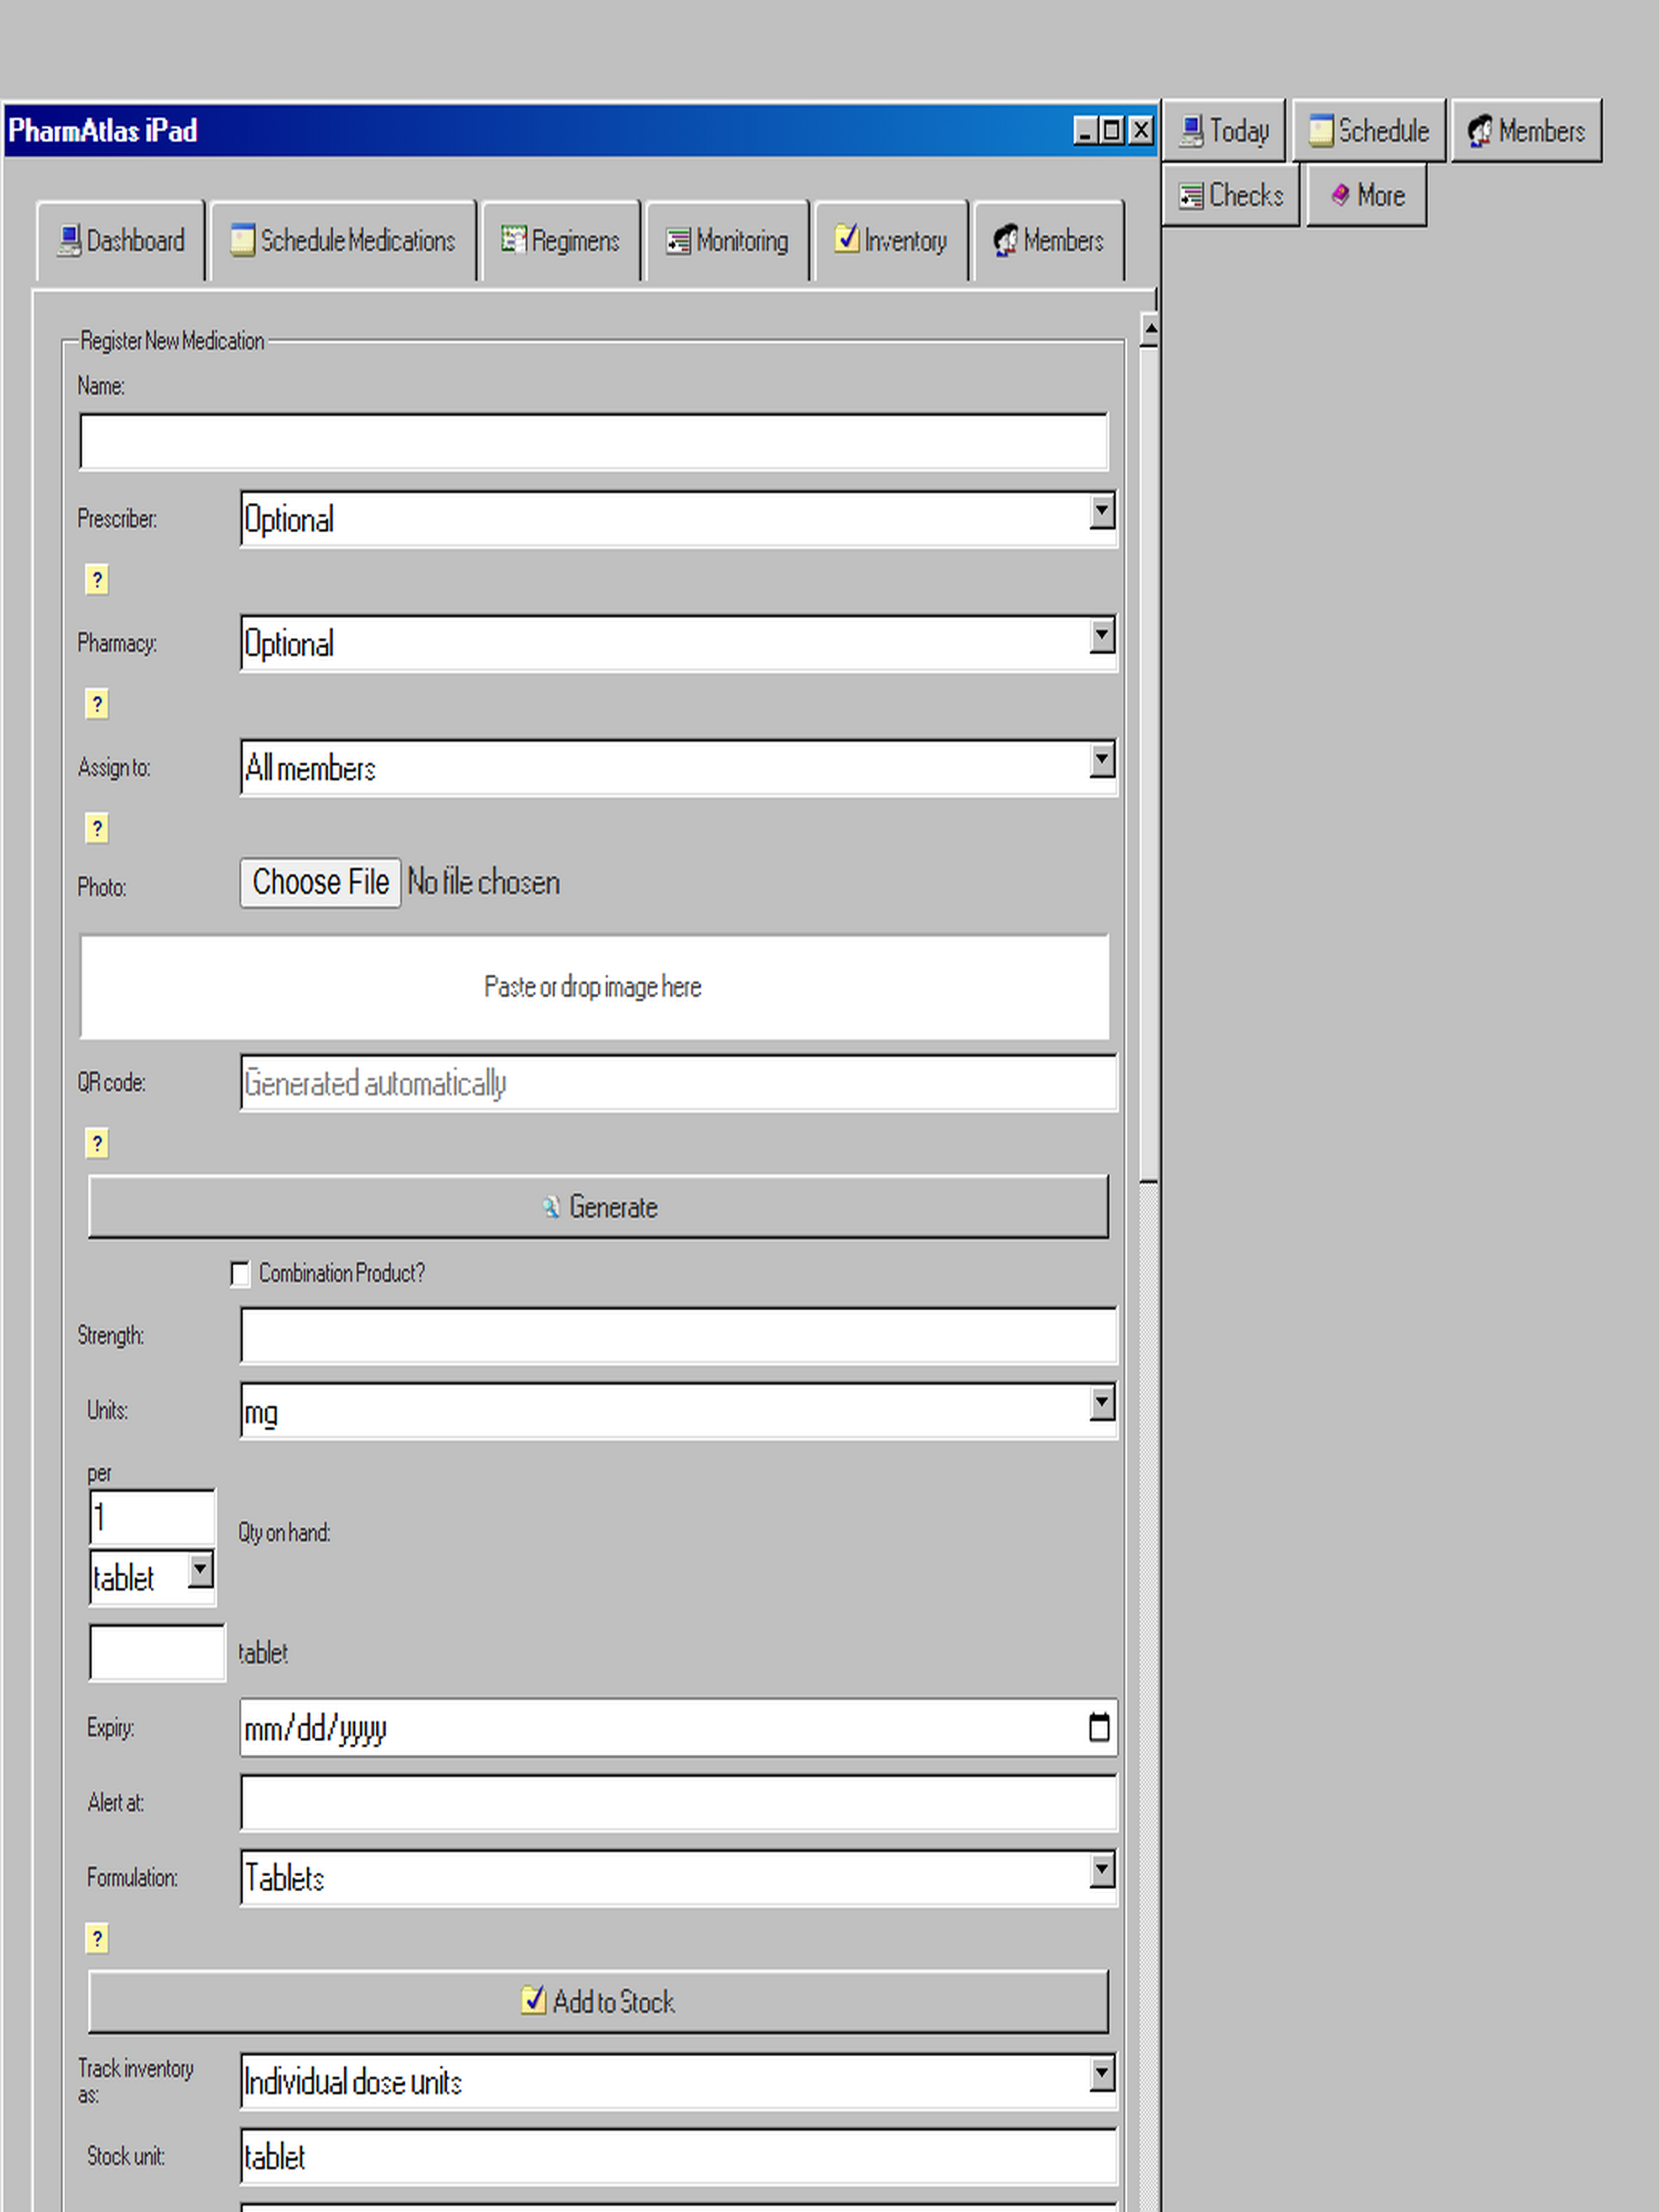 PharmAtlas iPad
Today Schedule Members
Checks More
Dashboard Schedule Medications Regimens Monitoring Inventory Members
Register New Medication
Name:
Prescriber: Optional
?
Pharmacy: Optional
?
Assign to: All members
?
Photo: Choose File No file chosen
Paste or drop image here
QR code: Generated automatically
?
Generate
Combination Product?
Strength:
Units: mg
per
1
Qty on hand:
tablet
tablet
Expiry: mm/dd/yyyy
Alert at:
Formulation: Tablets
?
Add to Stock
Track inventory
as:
Individual dose units
Stock unit: tablet